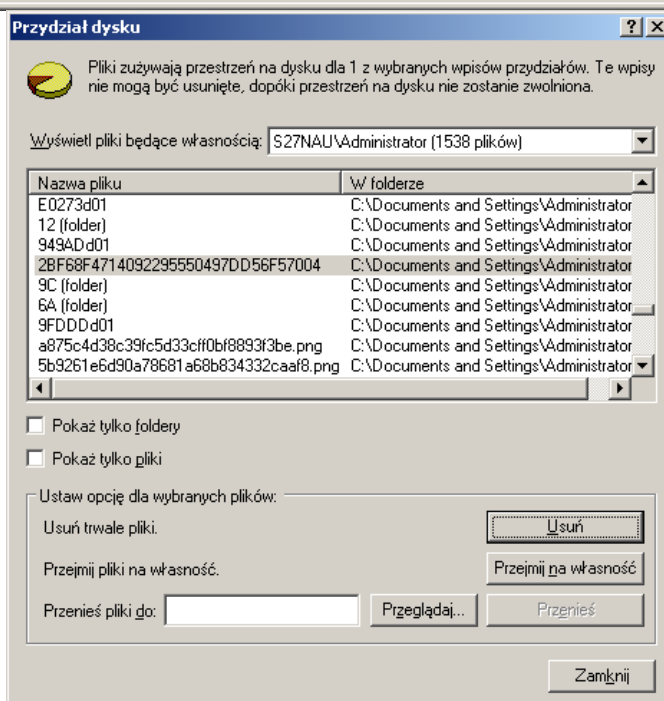 Przydział dysku
Pliki zużywają przestrzeń na dysku dla 1 z wybranych wpisów przydziałów. Te wpisy
nie mogą być usunięte, dopóki przestrzeń na dysku nie zostanie zwolniona.
Wyświetl pliki będące własnością: S27NAU\Administrator (1538 plików)
Nazwa pliku W folderze
E0273d01 C:\Documents and Settings\Administrator
12 (folder) C:\Documents and Settings\Administrator
949ADd01 C:\Documents and Settings\Administrator
2BF68F4714092295550497DD56F57004 C:\Documents and Settings\Administrator
9C (folder) C:\Documents and Settings\Administrator
6A (folder) C:\Documents and Settings\Administrator
9FDDDd01 C:\Documents and Settings\Administrator
a875c4d38c39fc5d33cff0bf8893f3be.png C:\Documents and Settings\Administrator
5b9261e6d90a78681a68b834332caaf8.png C:\Documents and Settings\Administrator
Pokaż tylko foldery
Pokaż tylko pliki
Ustaw opcję dla wybranych plików:
Usuń trwale pliki. Usuń
Przejmij pliki na własność. Przejmij na własność
Przenieś pliki do: Przeglądaj... Przenieś
Zamknij